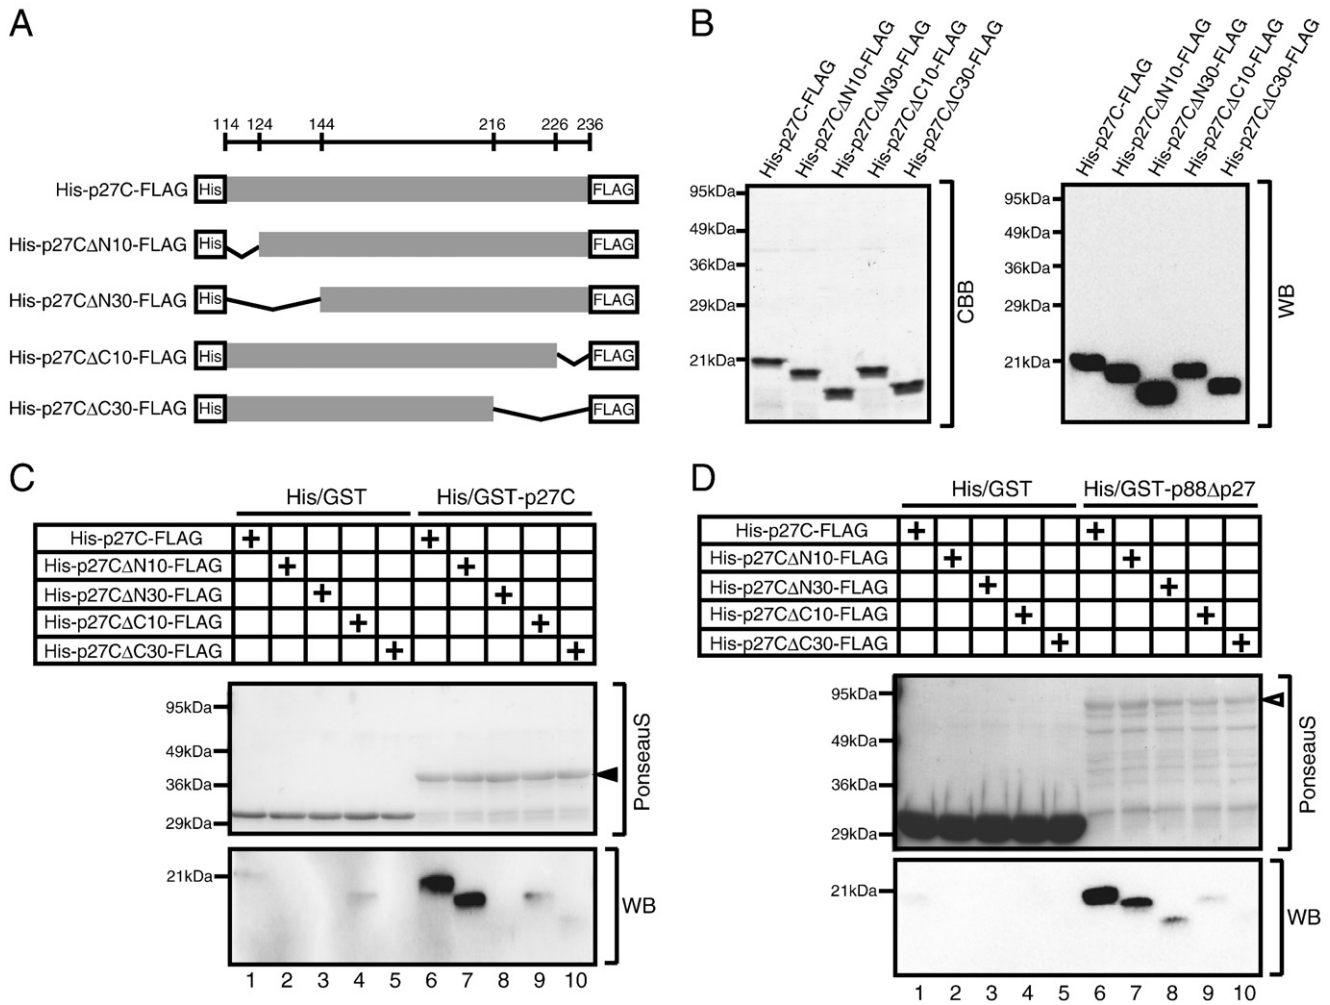 A
114 124 144 216 226 236
His-p27C-FLAG His FLAG
His-p27CΔN10-FLAG His FLAG
His-p27CΔN30-FLAG His FLAG
His-p27CΔC10-FLAG His FLAG
His-p27CΔC30-FLAG His FLAG
B
His-p27C-FLAG
His-p27CΔN10-FLAG
His-p27CΔN30-FLAG
His-p27CΔC10-FLAG
His-p27CΔC30-FLAG
95kDa
49kDa
36kDa
29kDa
21kDa
CBB
His-p27C-FLAG
His-p27CΔN10-FLAG
His-p27CΔN30-FLAG
His-p27CΔC10-FLAG
His-p27CΔC30-FLAG
95kDa
49kDa
36kDa
29kDa
21kDa
WB
C
His/GST His/GST-p27C
His-p27C-FLAG + +
His-p27CΔN10-FLAG + +
His-p27CΔN30-FLAG + +
His-p27CΔC10-FLAG + +
His-p27CΔC30-FLAG + +
95kDa
49kDa
36kDa
29kDa
PonseauS
21kDa
WB
1 2 3 4 5 6 7 8 9 10
D
His/GST His/GST-p88Δp27
His-p27C-FLAG + +
His-p27CΔN10-FLAG + +
His-p27CΔN30-FLAG + +
His-p27CΔC10-FLAG + +
His-p27CΔC30-FLAG + +
95kDa
49kDa
36kDa
29kDa
PonseauS
21kDa
WB
1 2 3 4 5 6 7 8 9 10